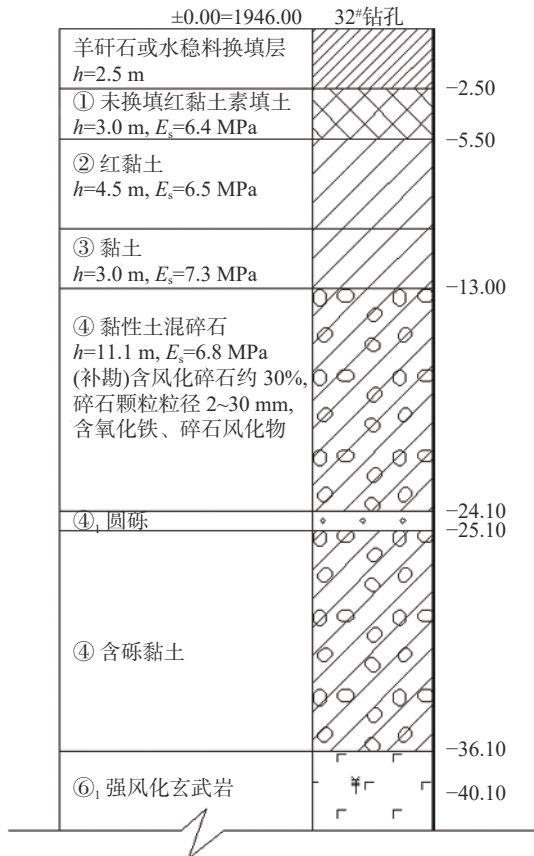 ±0.00=1946.00 32#钻孔
羊矸石或水稳料换填层
h=2.5 m
−2.50
① 未换填红黏土素填土
h=3.0 m, Es=6.4 MPa
−5.50
② 红黏土
h=4.5 m, Es=6.5 MPa
③ 黏土
h=3.0 m, Es=7.3 MPa
−13.00
④ 黏性土混碎石
h=11.1 m, Es=6.8 MPa
(补勘)含风化碎石约 30%,
碎石颗粒粒径 2~30 mm,
含氧化铁、碎石风化物
−24.10
④1 圆砾
−25.10
④ 含砾黏土
−36.10
⑥1 强风化玄武岩
−40.10